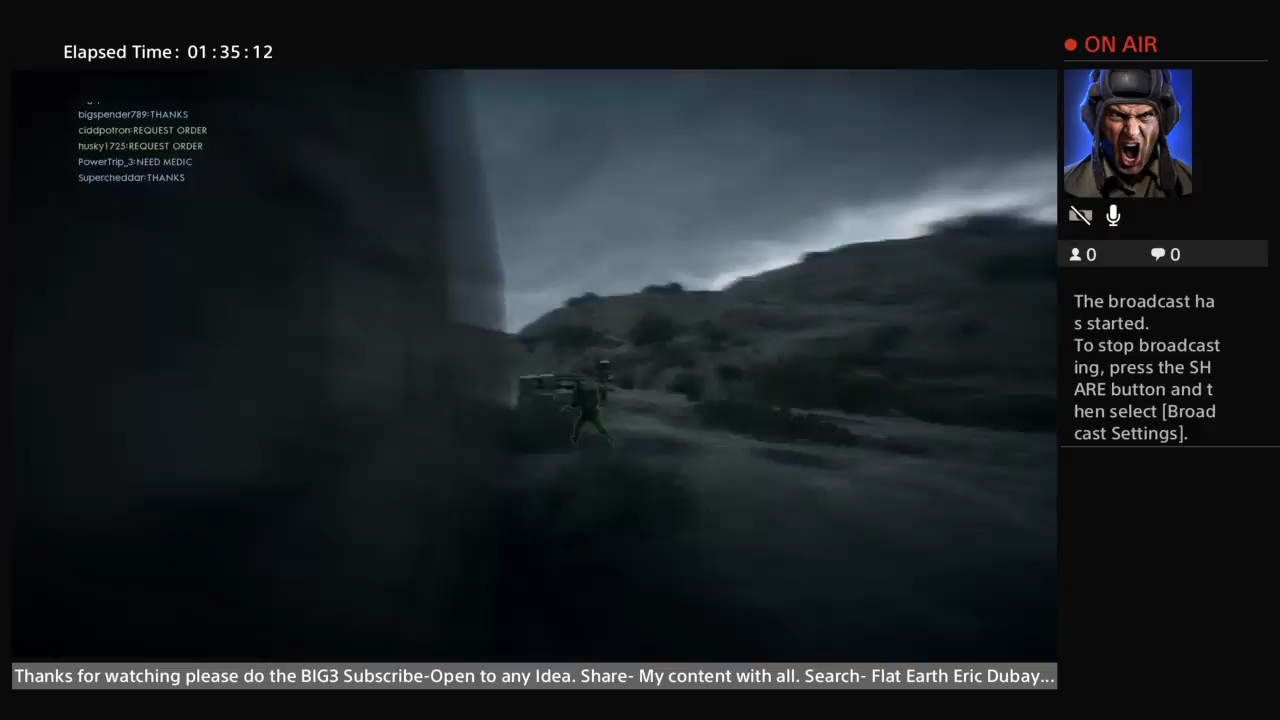 Elapsed Time: 01:35:12
ON AIR
bigspender789:THANKS
ciddpotron:REQUEST ORDER
husky1725:REQUEST ORDER
PowerTrip_3:NEED MEDIC
Supercheddar:THANKS
0 0
The broadcast ha
s started.
To stop broadcast
ing, press the SH
ARE button and t
hen select [Broad
cast Settings].
Thanks for watching please do the BIG3 Subscribe-Open to any Idea. Share- My content with all. Search- Flat Earth Eric Dubay...